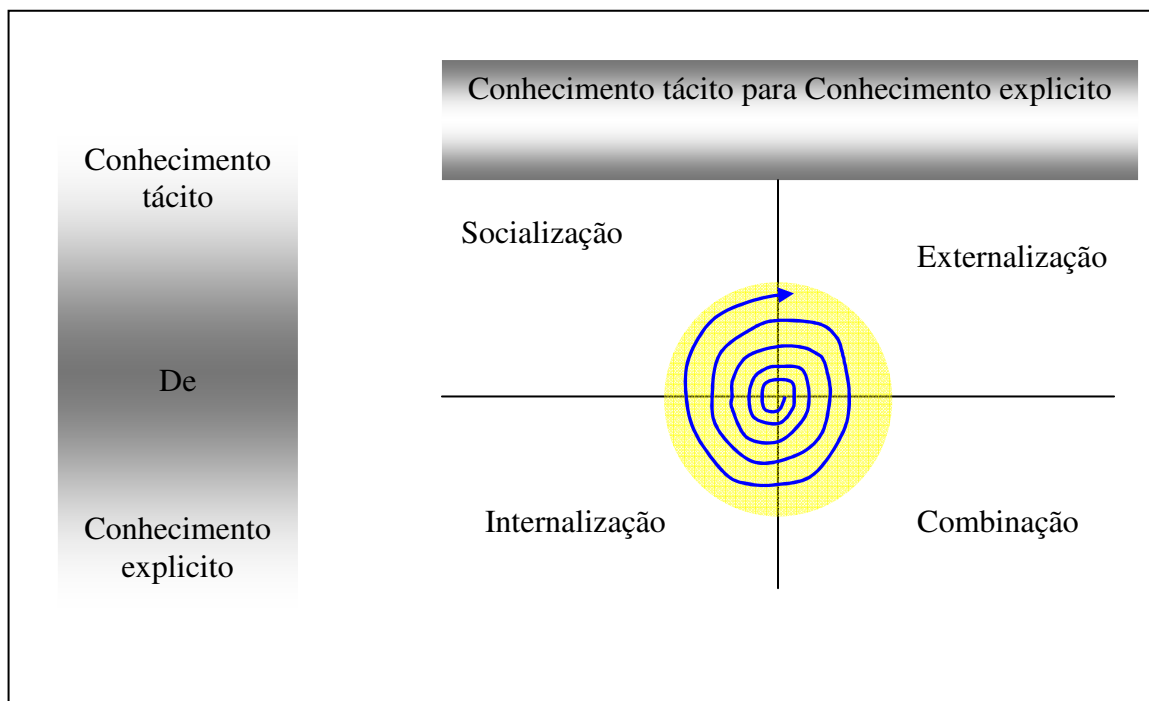 Conhecimento tácito para Conhecimento explicito
Conhecimento
tácito
Socialização
Externalização
De
Internalização
Combinação
Conhecimento
explicito